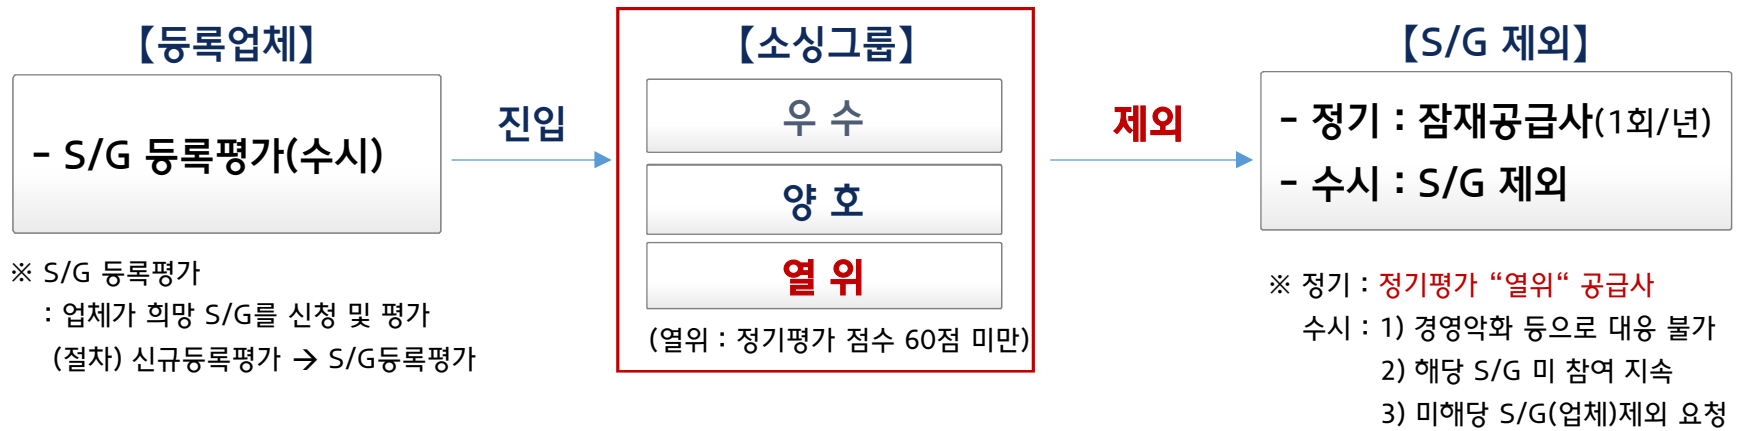 【등록업체】
- S/G 등록평가(수시)
※ S/G 등록평가
: 업체가 희망 S/G를 신청 및 평가
(절차) 신규등록평가 → S/G등록평가
진입
【소싱그룹】
우 수
양 호
열 위
(열위 : 정기평가 점수 60점 미만)
제외
【S/G 제외】
- 정기 : 잠재공급사(1회/년)
- 수시 : S/G 제외
※ 정기 : 정기평가 “열위“ 공급사
수시 : 1) 경영악화 등으로 대응 불가
2) 해당 S/G 미 참여 지속
3) 미해당 S/G(업체)제외 요청